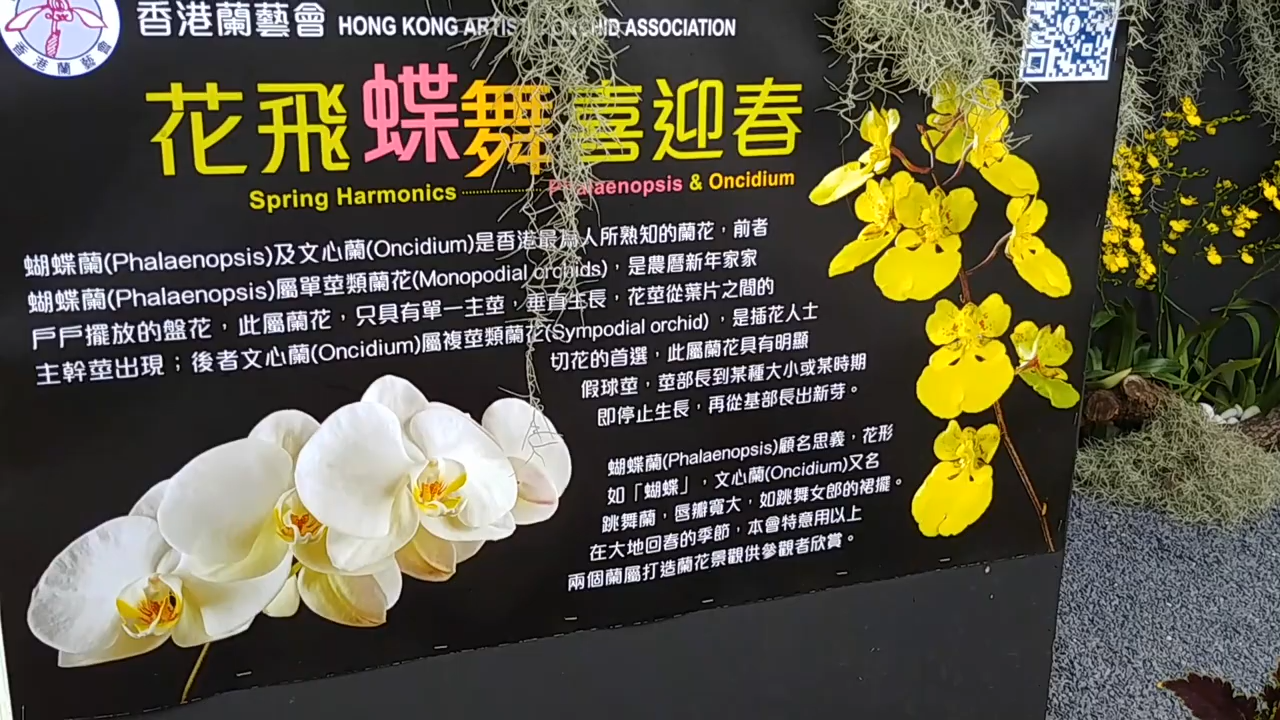 香港蘭藝會 HONG KONG ARTISTIC ORCHID ASSOCIATION
香港蘭藝會
花飛蝶舞喜迎春
Spring Harmonics Phalaenopsis & Oncidium
蝴蝶蘭(Phalaenopsis)及文心蘭(Oncidium)是香港最為人所熟知的蘭花，前者
蝴蝶蘭(Phalaenopsis)屬單莖類蘭花(Monopodial orchids)，是農曆新年家家
戶戶擺放的盤花，此屬蘭花，只具有單一主莖，垂直生長，花莖從葉片之間的
主幹莖出現；後者文心蘭(Oncidium)屬複莖類蘭花(Sympodial orchid)，是插花人士
切花的首選，此屬蘭花具有明顯
假球莖，莖部長到某種大小或某時期
即停止生長，再從基部長出新芽。
蝴蝶蘭(Phalaenopsis)顧名思義，花形
如「蝴蝶」，文心蘭(Oncidium)又名
跳舞蘭，唇瓣寬大，如跳舞女郎的裙擺。
在大地回春的季節，本會特意用以上
兩個蘭屬打造蘭花景觀供參觀者欣賞。